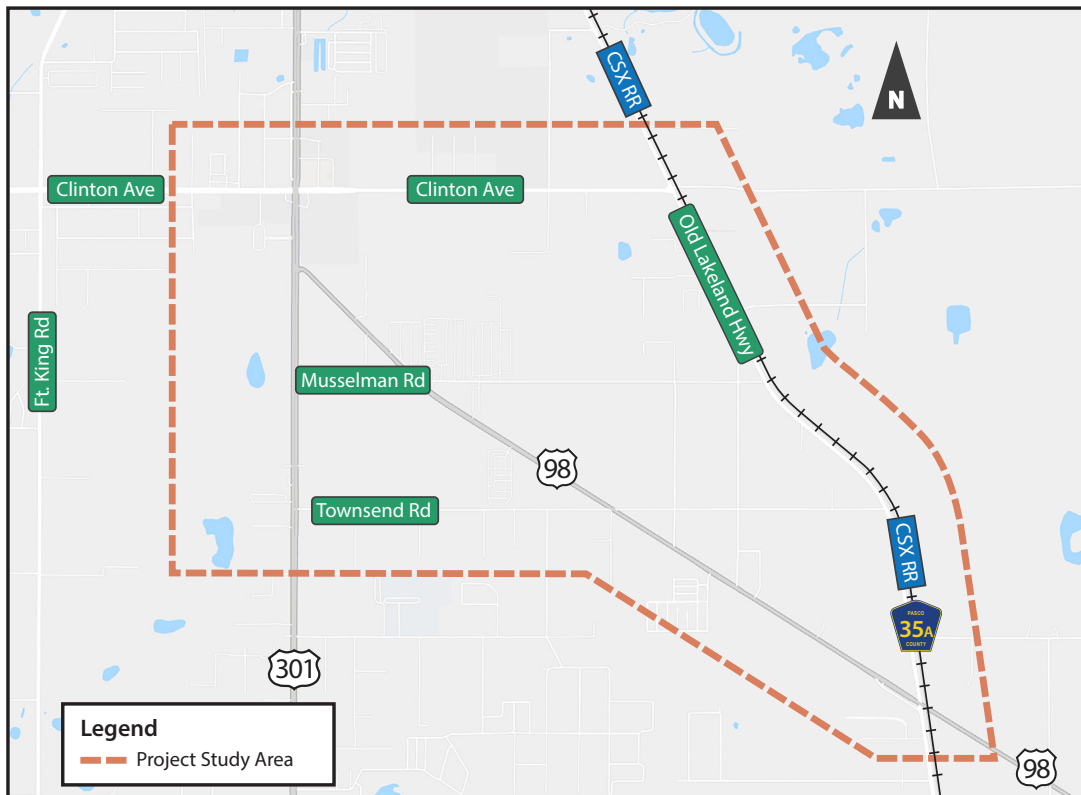 CSX RR
N
Clinton Ave
Clinton Ave
Old Lakeland Hwy
Ft. King Rd
Musselman Rd
98
Townsend Rd
CSX RR
PASCO
35A
COUNTY
301
Legend
Project Study Area
98